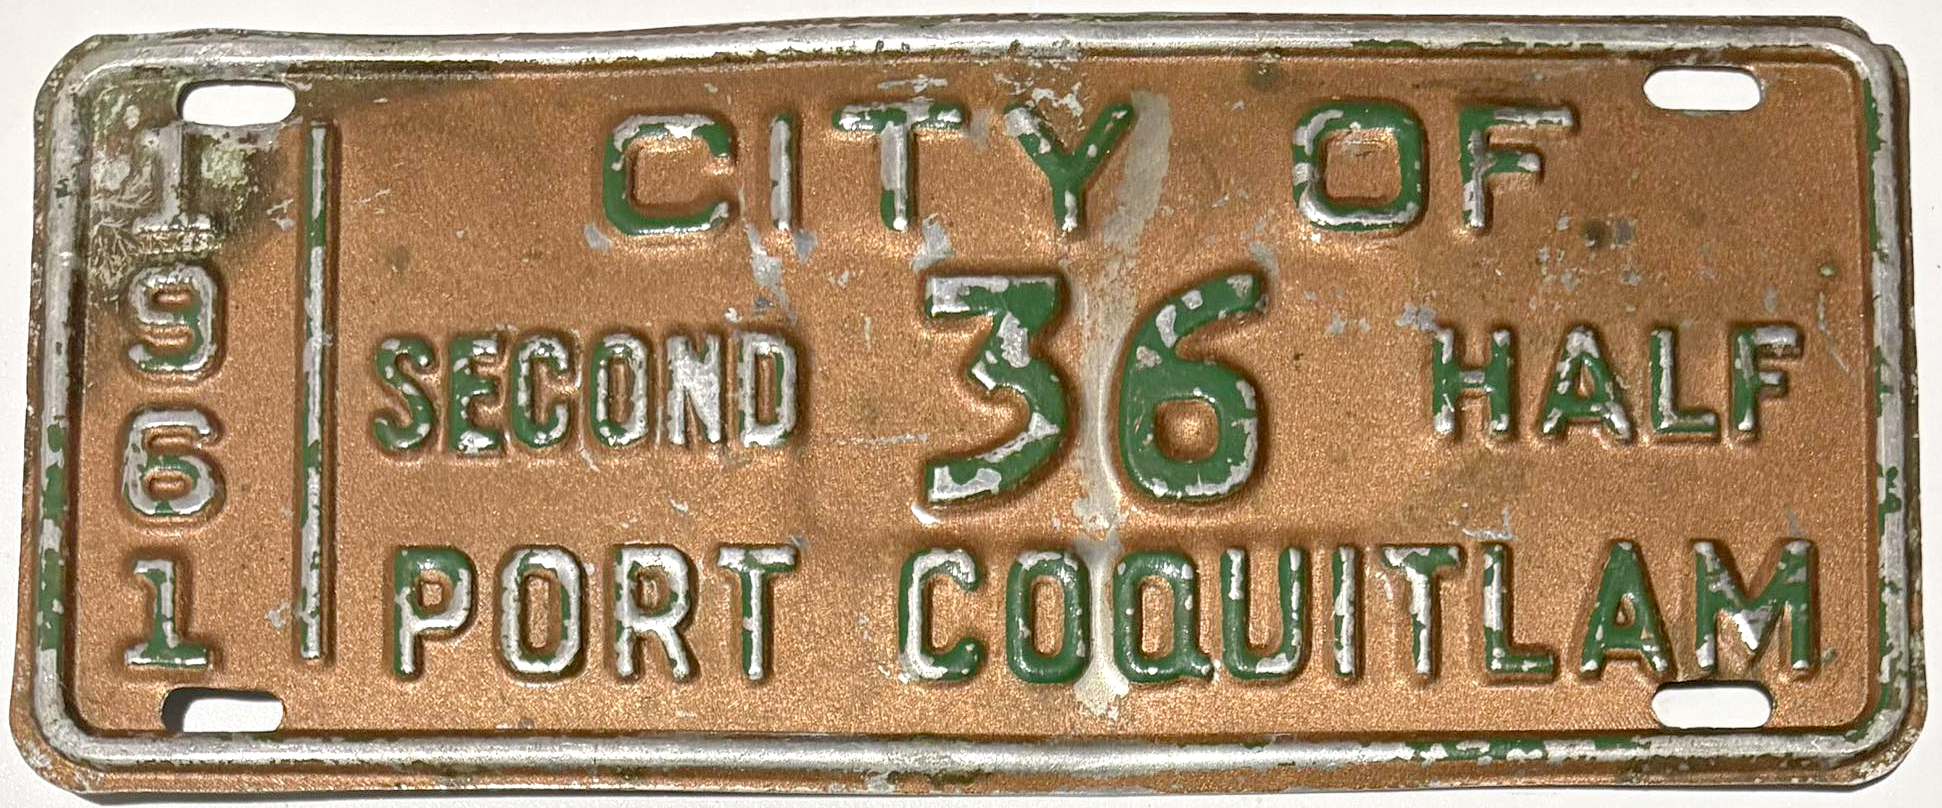 1961
CITY OF
SECOND 36 HALF
PORT COQUITLAM